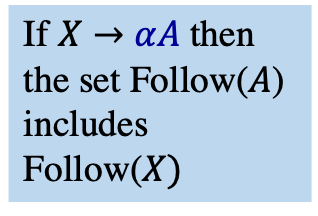 If X → αA then
the set Follow(A)
includes
Follow(X)